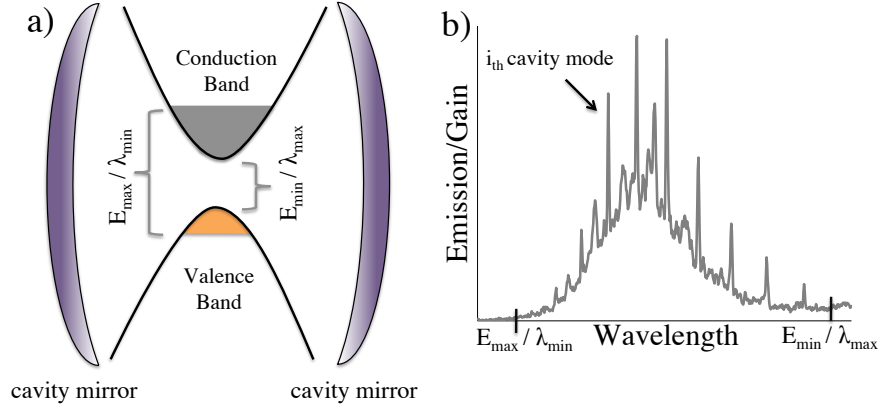 a)
Conduction
Band
E_max / λ_min
E_min / λ_max
Valence
Band
cavity mirror
cavity mirror
b)
i_th cavity mode
Emission/Gain
E_max / λ_min
Wavelength
E_min / λ_max